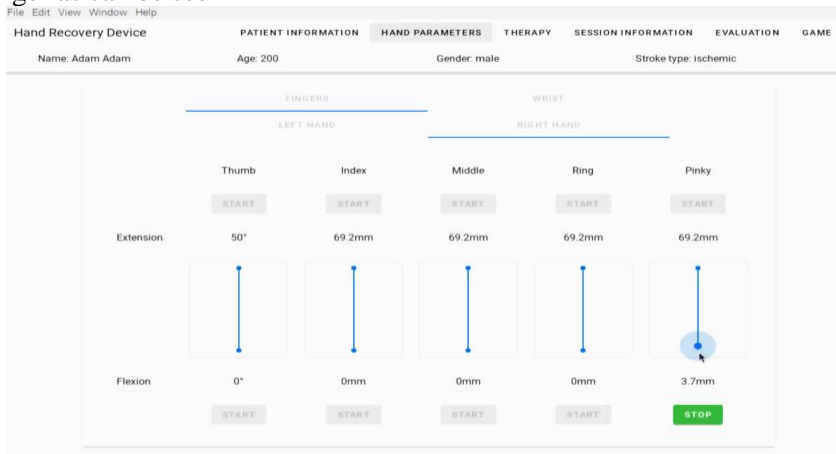 File Edit View Window Help
Hand Recovery Device PATIENT INFORMATION HAND PARAMETERS THERAPY SESSION INFORMATION EVALUATION GAME
Name: Adam Adam Age: 200 Gender: male Stroke type: ischemic
FINGERS WRIST
LEFT HAND RIGHT HAND
Thumb Index Middle Ring Pinky
START START START START START
Extension 50° 69.2mm 69.2mm 69.2mm 69.2mm
Flexion 0° 0mm 0mm 0mm 3.7mm
START START START START STOP